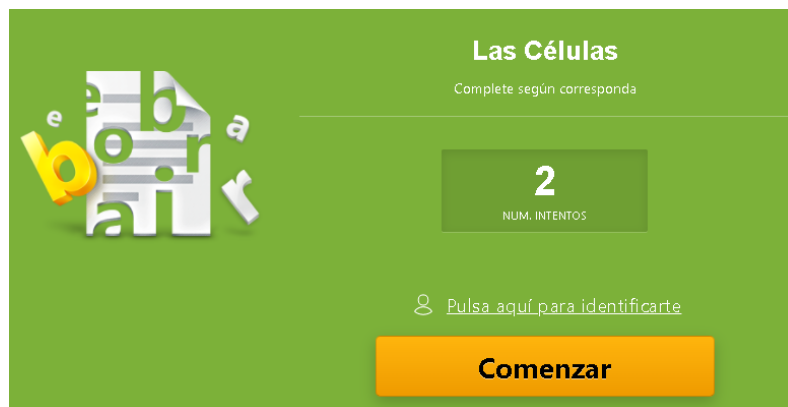 Las Células
Complete según corresponda
2
NUM. INTENTOS
Pulsa aquí para identificarte
Comenzar